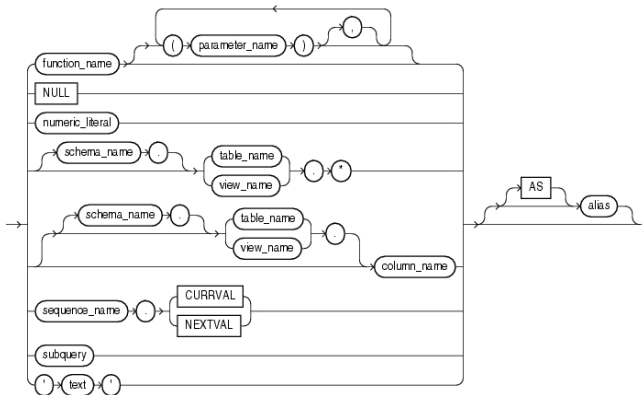 ( parameter_name ) ,
function_name
NULL
numeric_literal
schema_name . table_name . *
view_name
schema_name . table_name .
view_name
column_name
AS
alias
sequence_name . CURRVAL
NEXTVAL
subquery
' text '